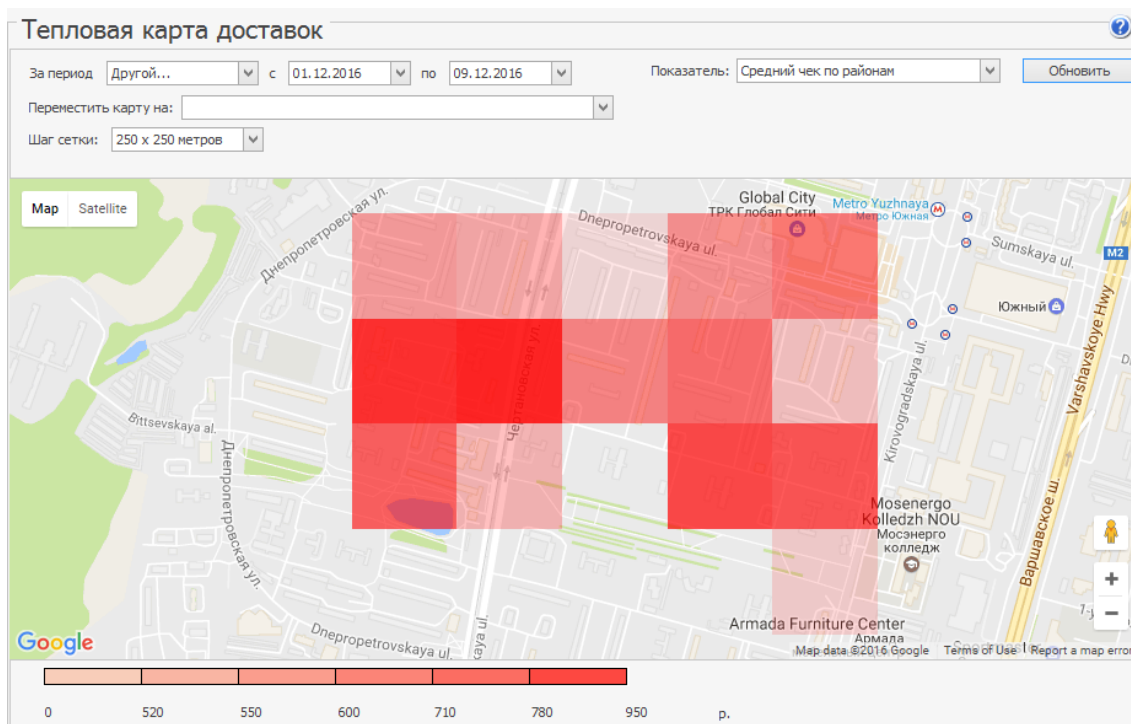 Тепловая карта доставок
За период Другой... с 01.12.2016 по 09.12.2016 Показатель: Средний чек по районам Обновить
Переместить карту на:
Шаг сетки: 250 x 250 метров
Map Satellite
Днепропетровская ул.
Dnepropetrovskaya ul.
Global City
ТРК Глобал Сити
Metro Yuzhnaya
Метро Южная
Sumskaya ul.
M2
Южный
Varshavskoye Hwy
Kirovogradskaya ul.
Чертановская ул.
Bittsevskaya al.
Днепропетровская ул.
Mosenergo
Kolledzh NOU
Мосэнерго
колледж
Варшавское ш.
Dnepropetrovskaya ul.
Armada Furniture Center
Армада
Google
Map data ©2016 Google Terms of Use Report a map error
0 520 550 600 710 780 950 р.